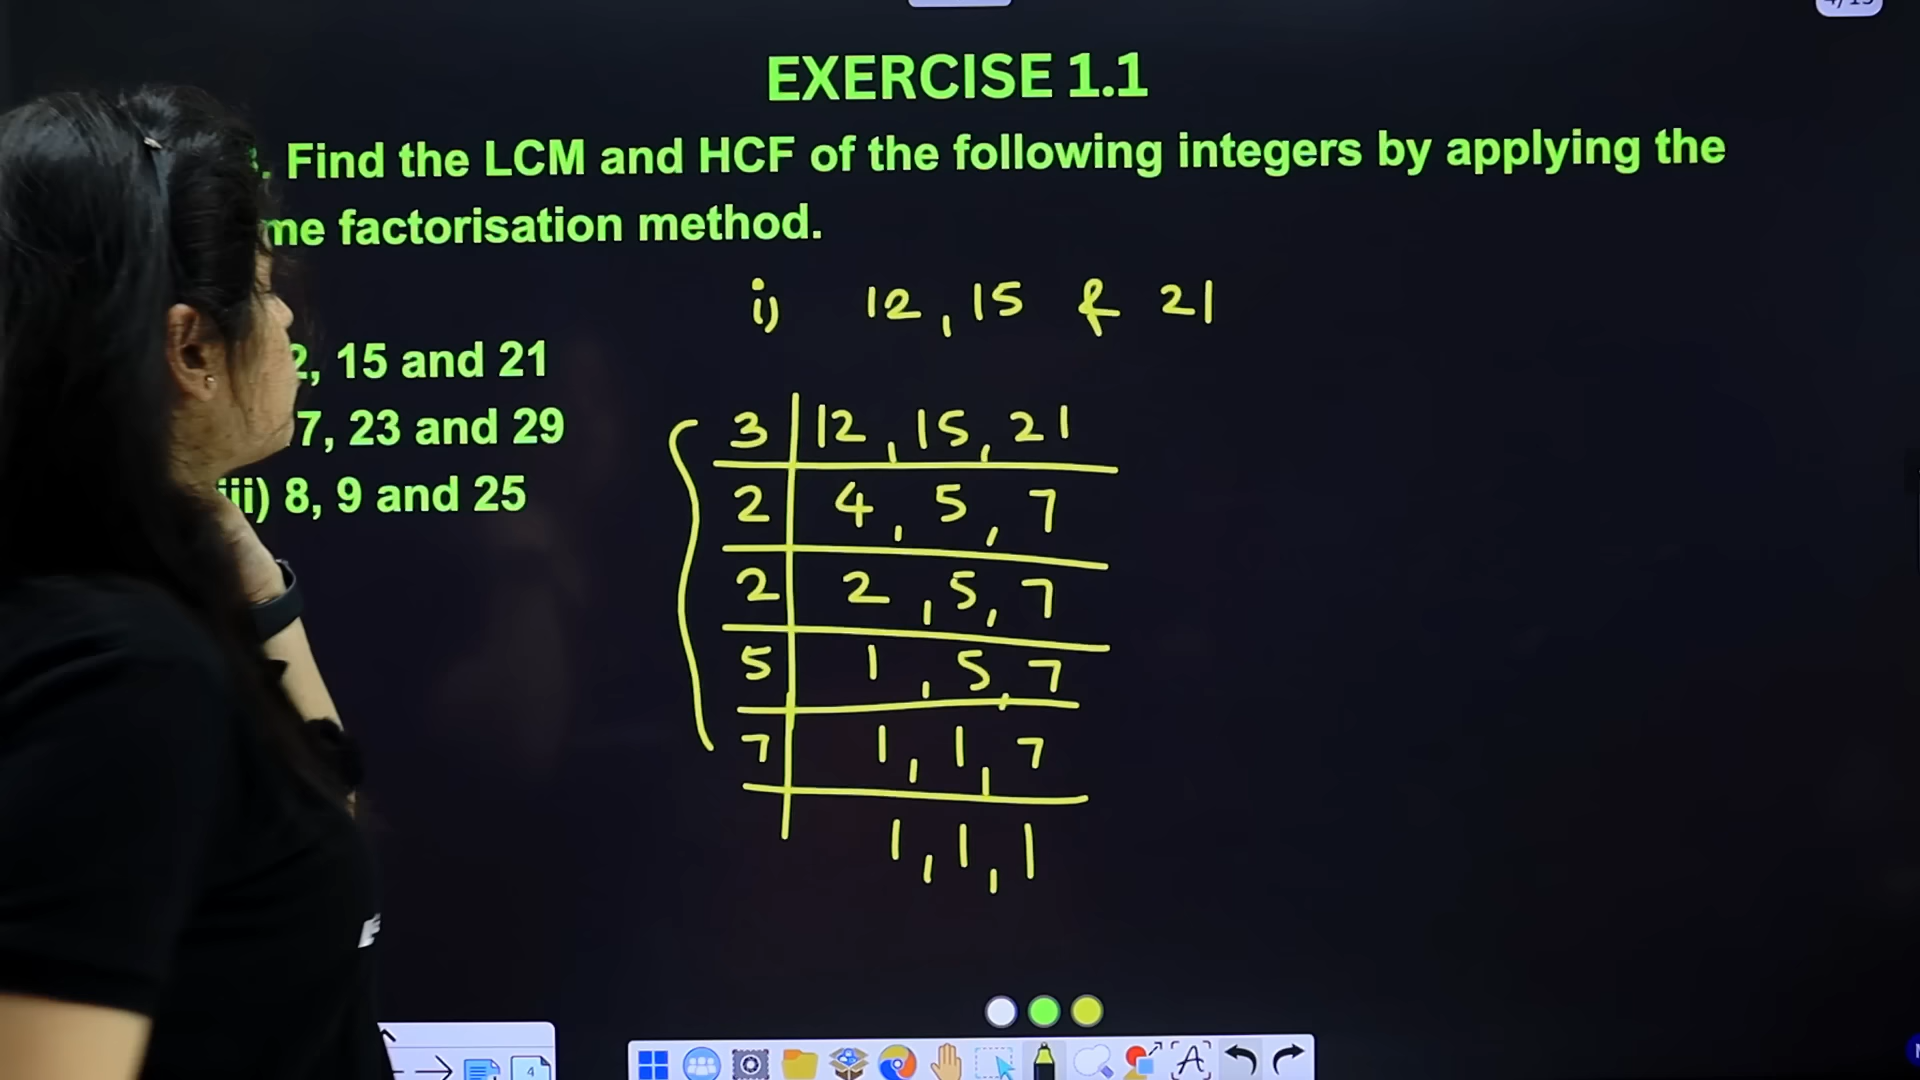 EXERCISE 1.1
. Find the LCM and HCF of the following integers by applying the
me factorisation method.
i) 12, 15 & 21
2, 15 and 21
7, 23 and 29
iii) 8, 9 and 25
3 | 12, 15, 21
2 | 4, 5, 7
2 | 2, 5, 7
5 | 1, 5, 7
7 | 1, 1, 7
1, 1, 1
4